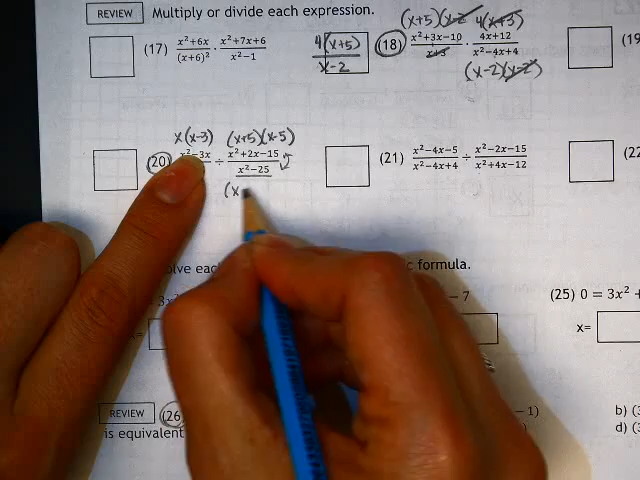 REVIEW Multiply or divide each expression.
(x+5)(x-2) 4(x+3)
(17) x²+6x/(x+6)² · x²+7x+6/x²-1
4(x+5)/x-2
(18) x²+3x-10/x+3 · 4x+12/x²-4x+4
(19
(x-2)(x-2)
x(x-3) (x+5)(x-5)
(20) x²-3x ÷ x²+2x-15/x²-25
(x
(21) x²-4x-5/x²-4x+4 ÷ x²-2x-15/x²+4x-12
(22
formula.
3x²
- 7
(25) 0 = 3x² +
x=
REVIEW (26
- 1)
b) (3
is equivalent
d) (3